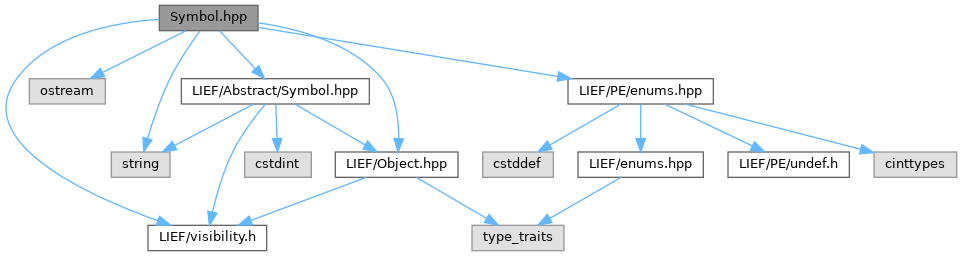 Symbol.hpp
ostream
LIEF/Abstract/Symbol.hpp
LIEF/PE/enums.hpp
string
cstdint
LIEF/Object.hpp
cstddef
LIEF/enums.hpp
LIEF/PE/undef.h
cinttypes
LIEF/visibility.h
type_traits